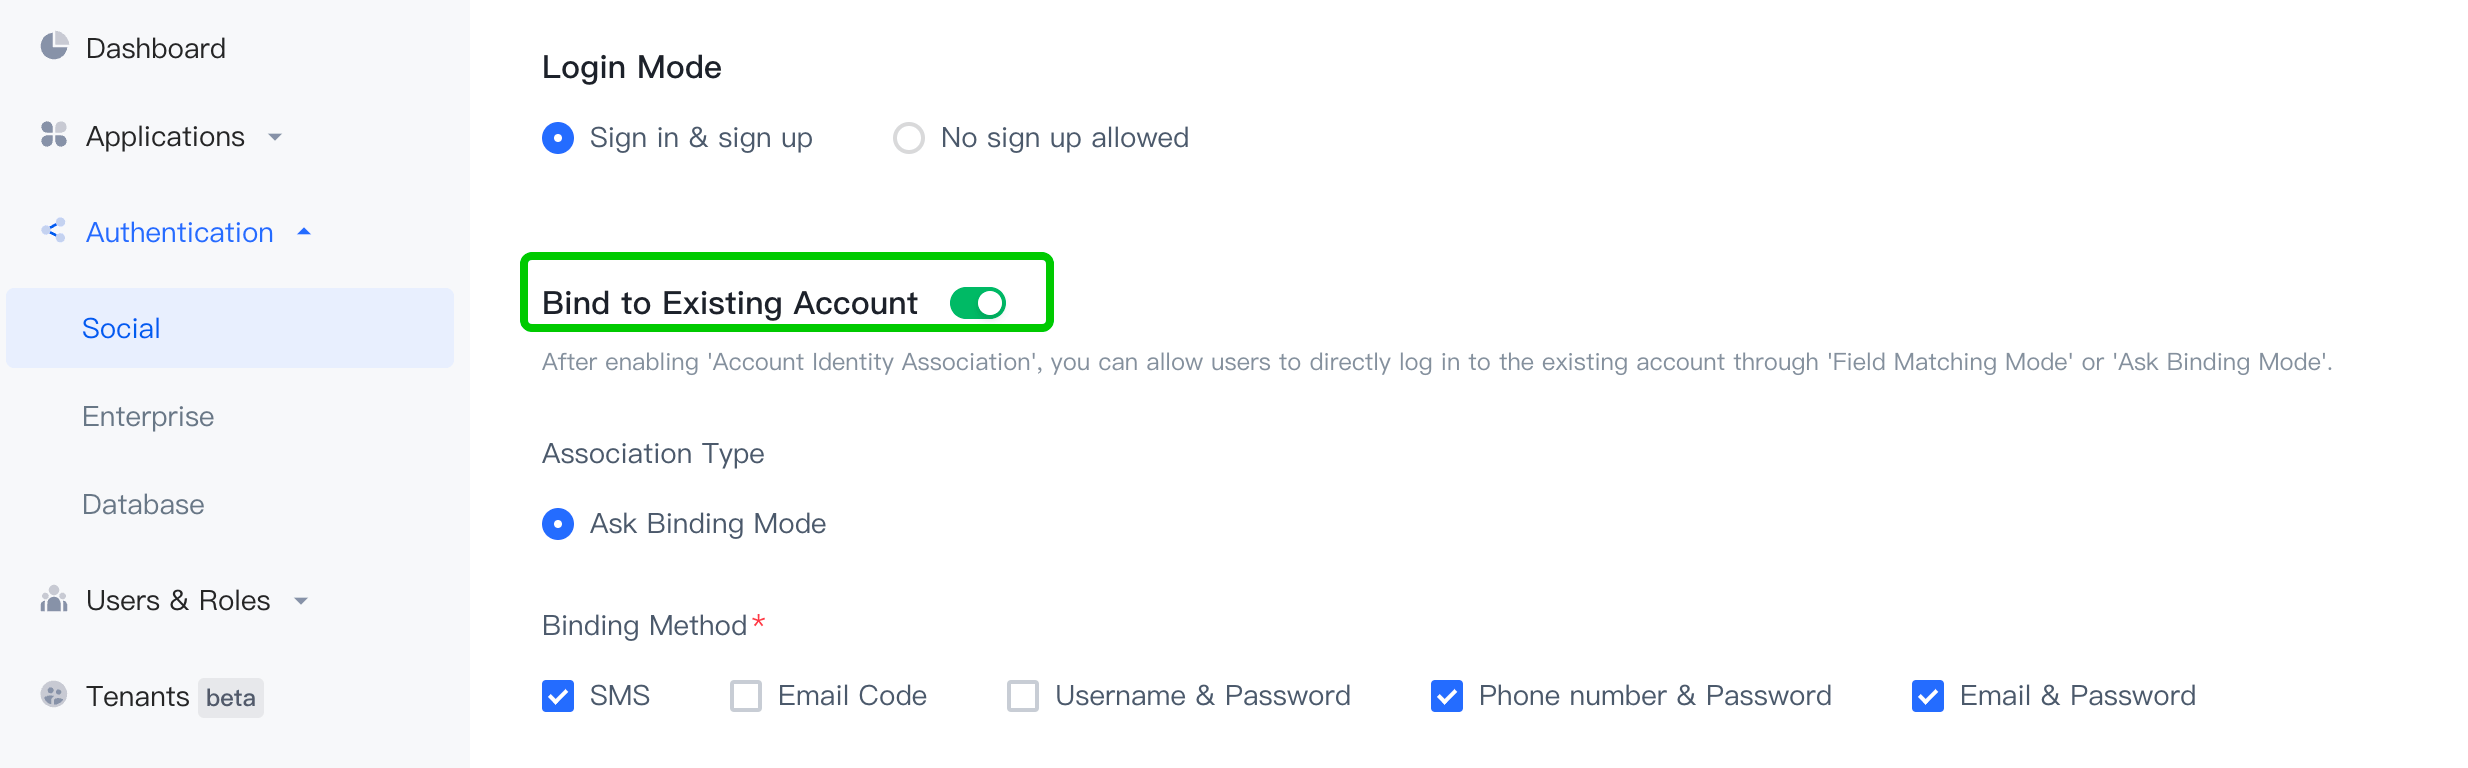 Dashboard
Applications
Authentication
Social
Enterprise
Database
Users & Roles
Tenants beta
Login Mode
Sign in & sign up No sign up allowed
Bind to Existing Account
After enabling 'Account Identity Association', you can allow users to directly log in to the existing account through 'Field Matching Mode' or 'Ask Binding Mode'.
Association Type
Ask Binding Mode
Binding Method*
SMS Email Code Username & Password Phone number & Password Email & Password